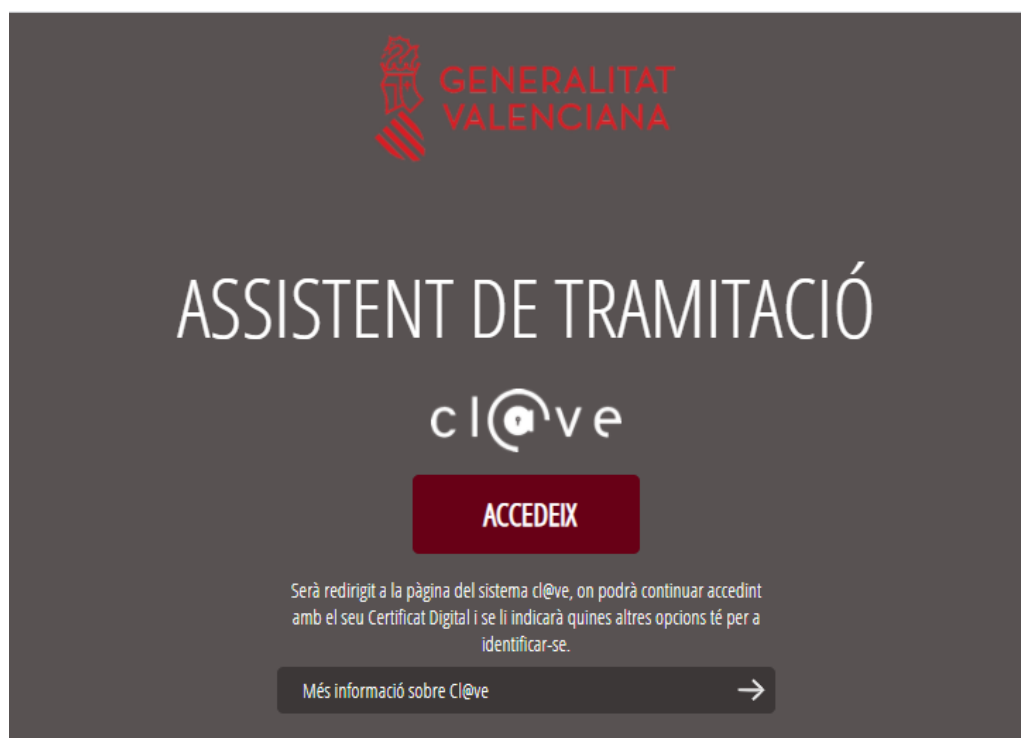 GENERALITAT
VALENCIANA
ASSISTENT DE TRAMITACIÓ
cl@ve
ACCEDEIX
Serà redirigit a la pàgina del sistema cl@ve, on podrà continuar accedint
amb el seu Certificat Digital i se li indicarà quines altres opcions té per a
identificar-se.
Més informació sobre Cl@ve